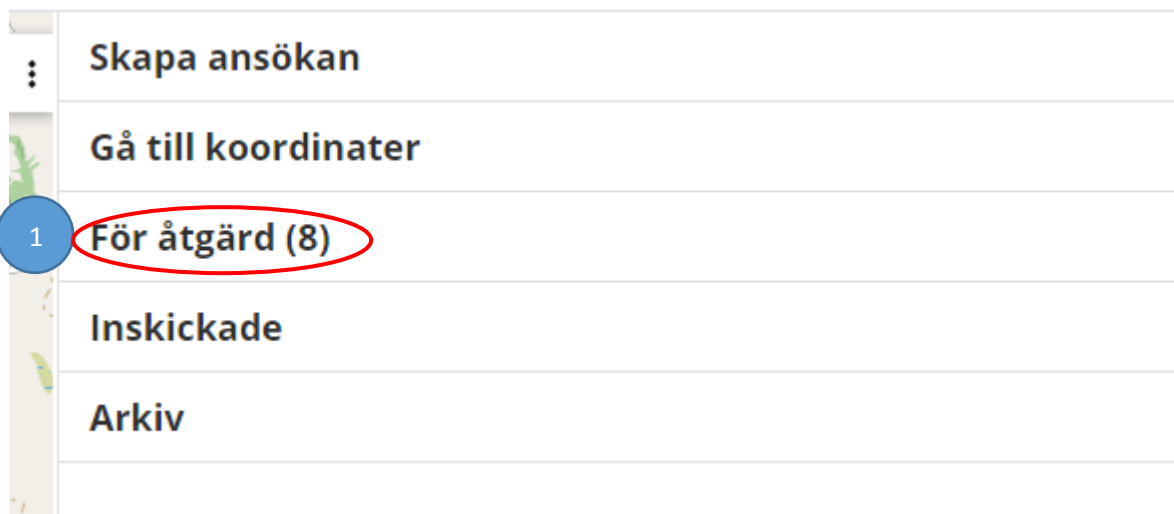 Skapa ansökan
Gå till koordinater
1 För åtgärd (8)
Inskickade
Arkiv